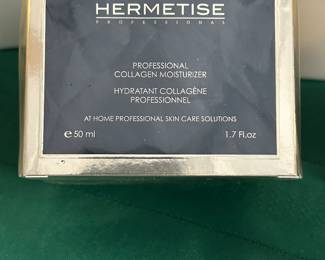 HERMETISE
PROFESSIONAL
PROFESSIONAL
COLLAGEN MOISTURIZER
HYDRATANT COLLAGÈNE
PROFESSIONNEL
AT HOME PROFESSIONAL SKIN CARE SOLUTIONS
℮ 50 ml 1.7 Fl.oz